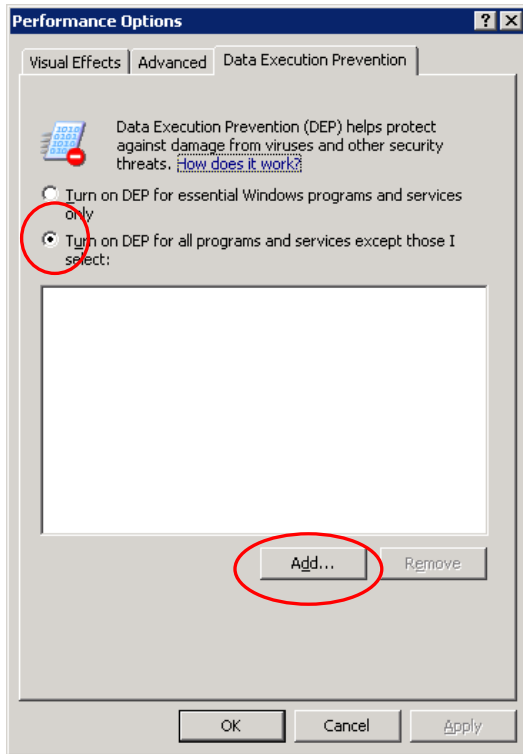 Performance Options
Visual Effects Advanced Data Execution Prevention
Data Execution Prevention (DEP) helps protect
against damage from viruses and other security
threats. How does it work?
Turn on DEP for essential Windows programs and services
only
Turn on DEP for all programs and services except those I
select:
Add... Remove
OK Cancel Apply